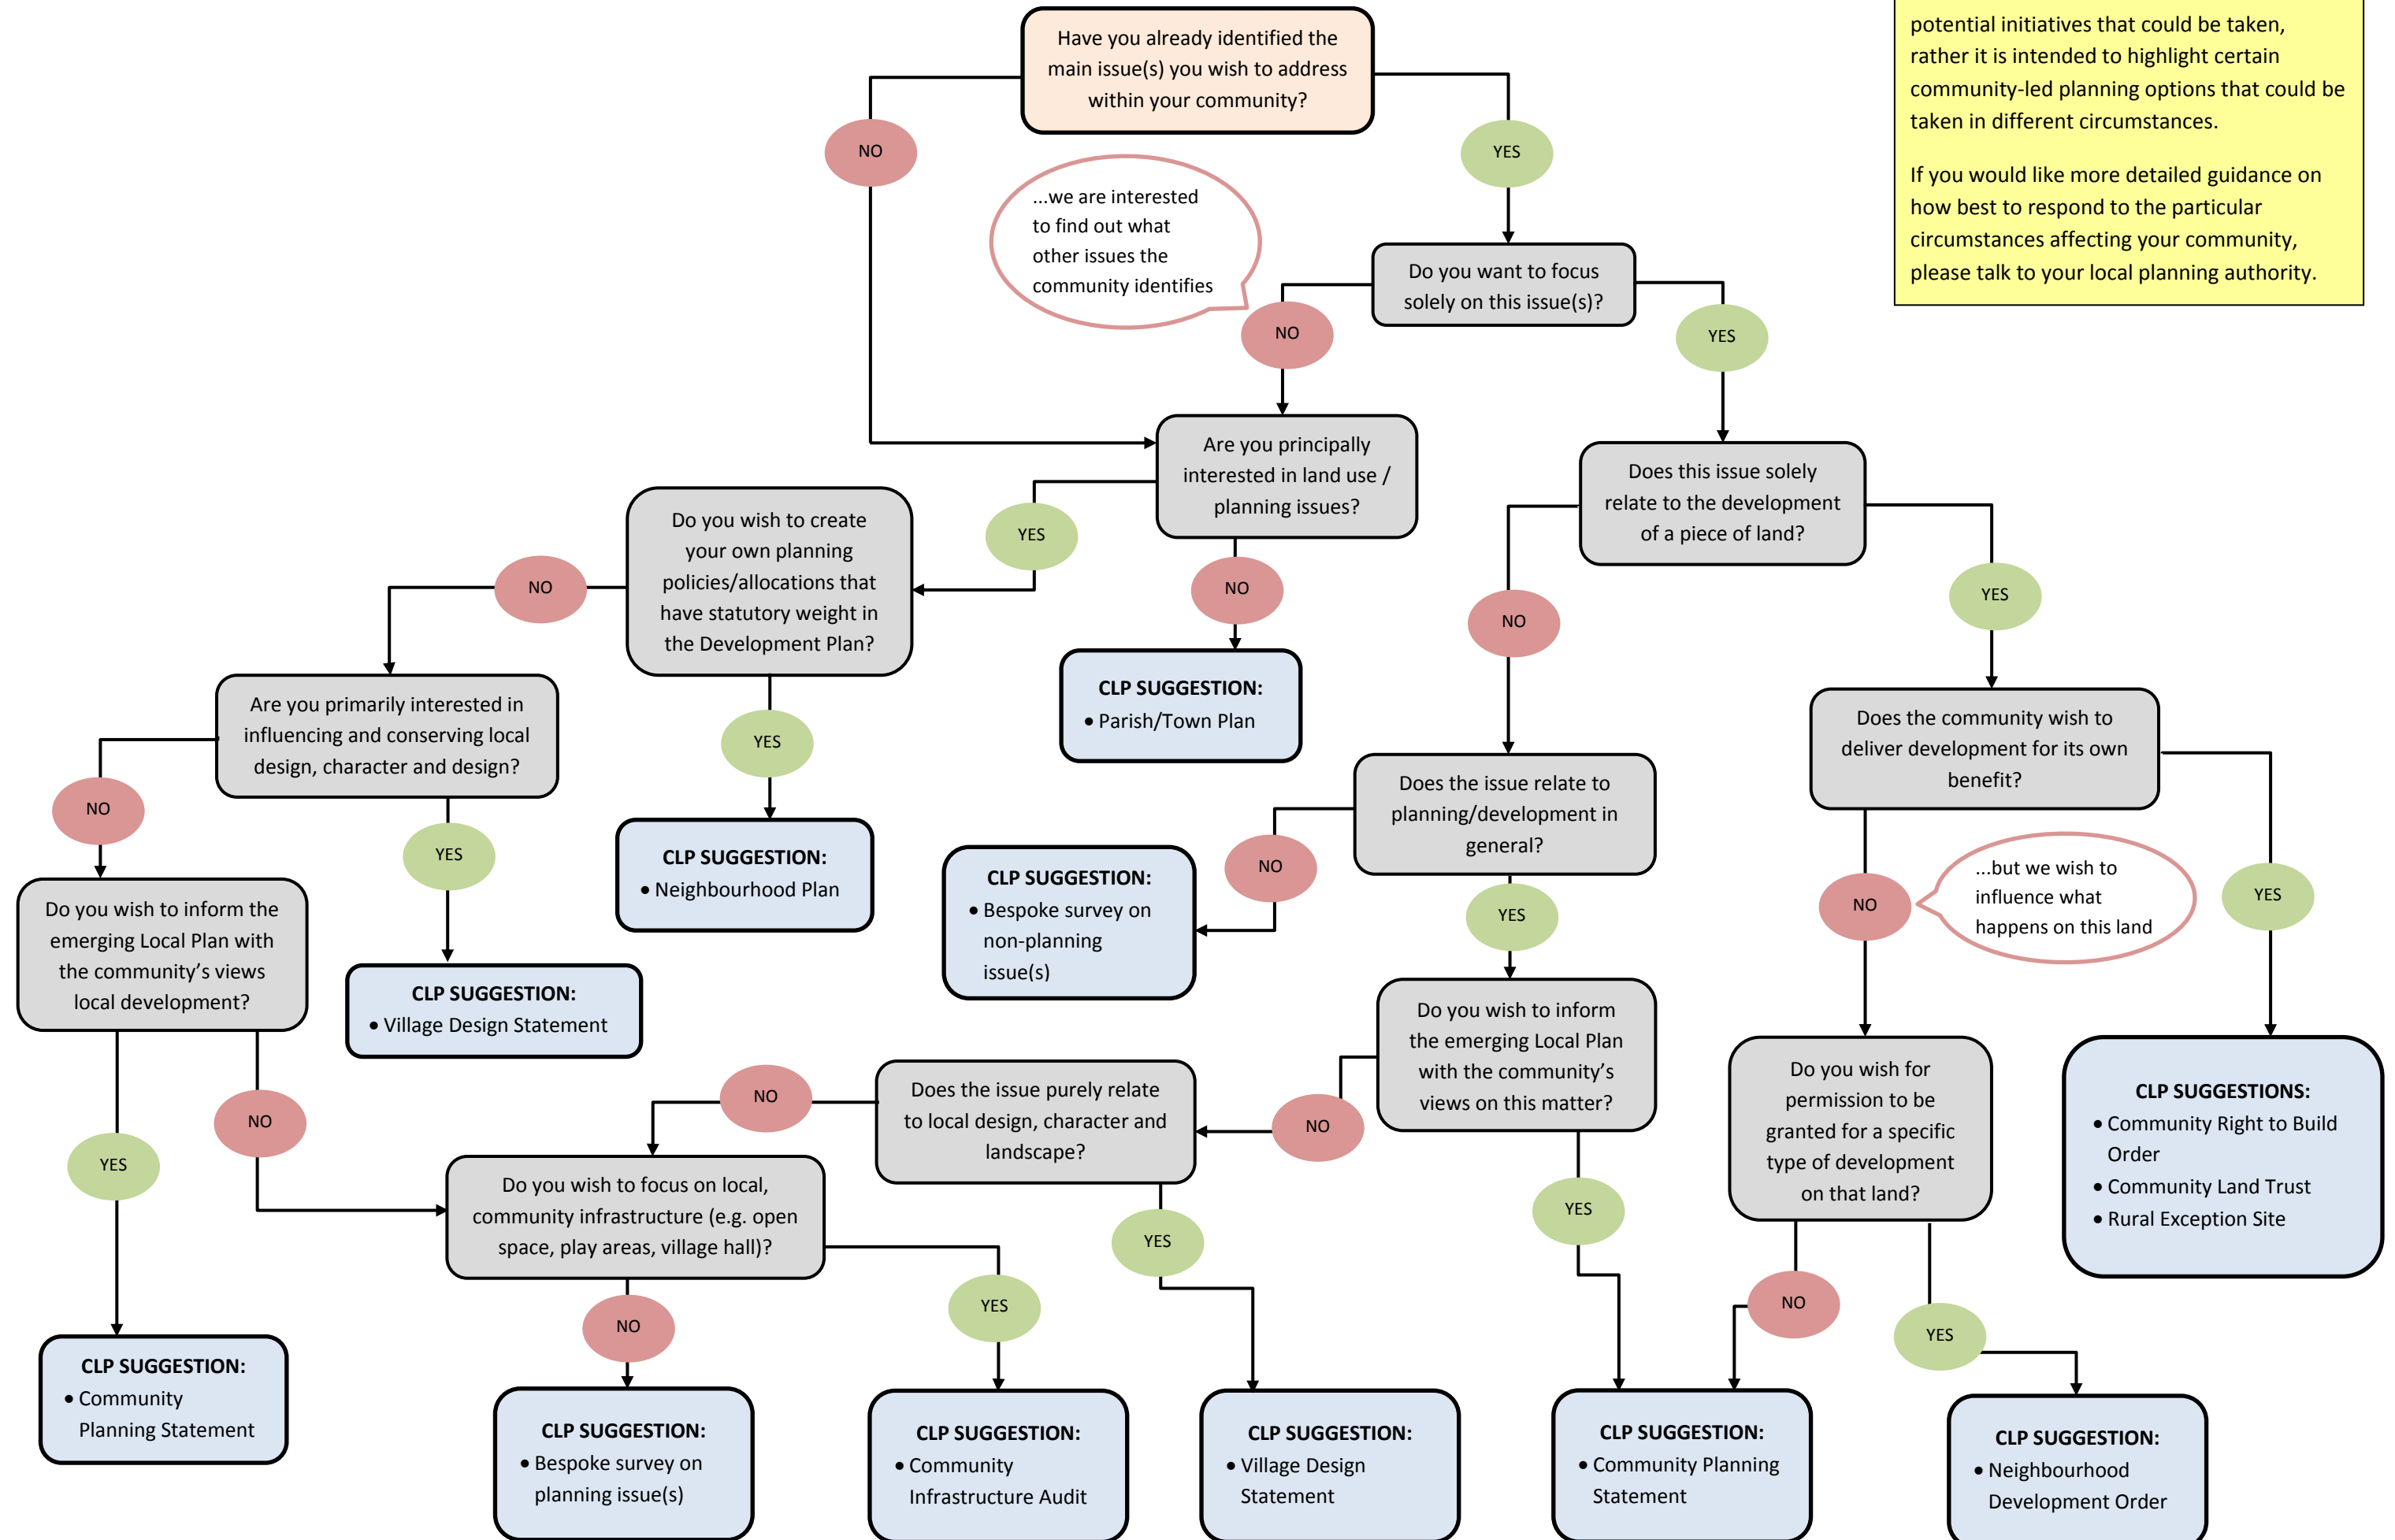 potential initiatives that could be taken,
rather it is intended to highlight certain
community-led planning options that could be
taken in different circumstances.
If you would like more detailed guidance on
how best to respond to the particular
circumstances affecting your community,
please talk to your local planning authority.
Have you already identified the
main issue(s) you wish to address
within your community?
NO
YES
...we are interested
to find out what
other issues the
community identifies
Do you want to focus
solely on this issue(s)?
NO
YES
Are you principally
interested in land use /
planning issues?
Does this issue solely
relate to the development
of a piece of land?
Do you wish to create
your own planning
policies/allocations that
have statutory weight in
the Development Plan?
YES
NO
NO
NO
YES
CLP SUGGESTION:
• Parish/Town Plan
Are you primarily interested in
influencing and conserving local
design, character and design?
YES
Does the community wish to
deliver development for its own
benefit?
Does the issue relate to
planning/development in
general?
NO
YES
CLP SUGGESTION:
• Neighbourhood Plan
CLP SUGGESTION:
• Bespoke survey on
non-planning
issue(s)
NO
YES
NO
...but we wish to
influence what
happens on this land
YES
Do you wish to inform the
emerging Local Plan with
the community’s views
local development?
CLP SUGGESTION:
• Village Design Statement
Do you wish to inform
the emerging Local Plan
with the community’s
views on this matter?
Do you wish for
permission to be
granted for a specific
type of development
on that land?
CLP SUGGESTIONS:
• Community Right to Build
Order
• Community Land Trust
• Rural Exception Site
Does the issue purely relate
to local design, character and
landscape?
NO
NO
NO
YES
Do you wish to focus on local,
community infrastructure (e.g. open
space, play areas, village hall)?
YES
YES
NO
YES
NO
YES
CLP SUGGESTION:
• Community
Planning Statement
CLP SUGGESTION:
• Bespoke survey on
planning issue(s)
CLP SUGGESTION:
• Community
Infrastructure Audit
CLP SUGGESTION:
• Village Design
Statement
CLP SUGGESTION:
• Community Planning
Statement
CLP SUGGESTION:
• Neighbourhood
Development Order